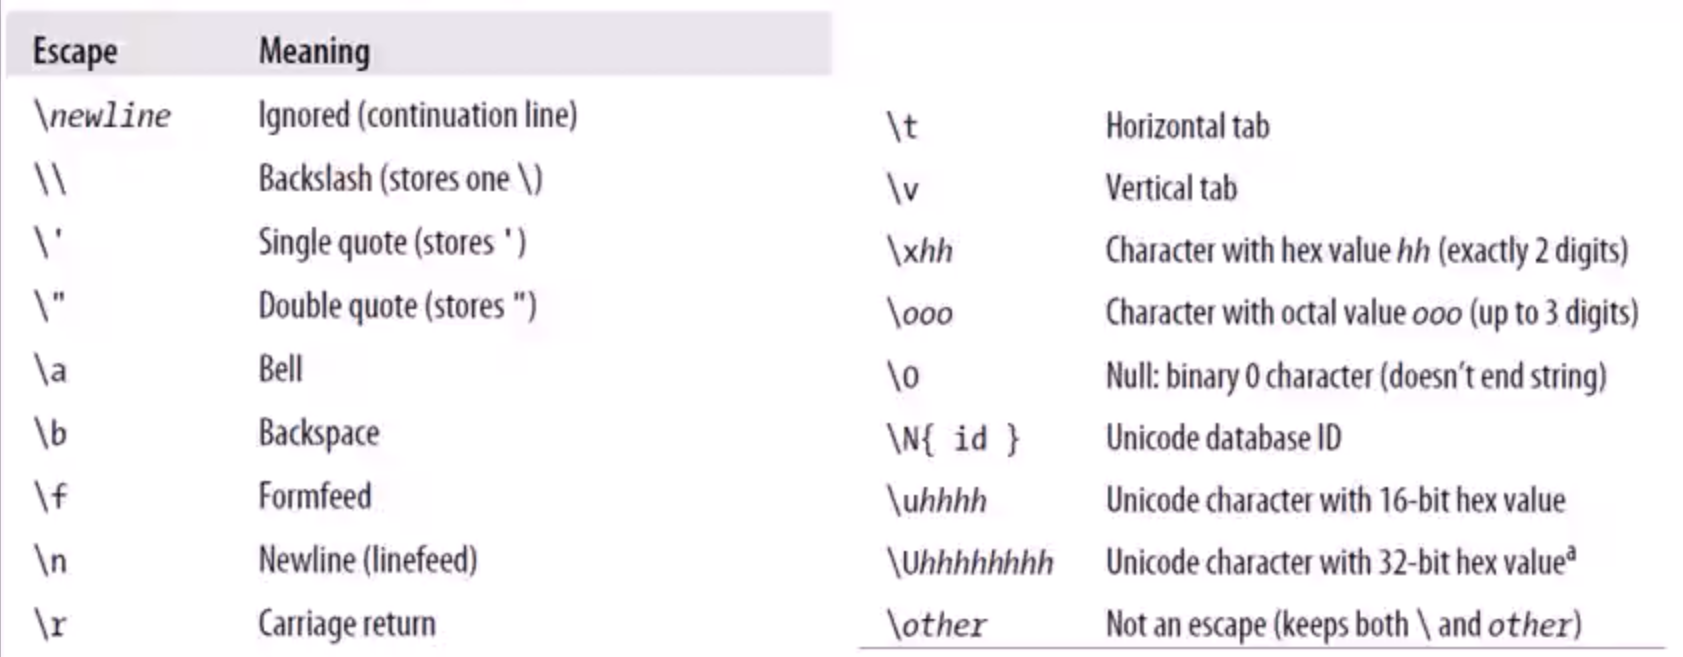 Escape Meaning
\newline Ignored (continuation line)
\\ Backslash (stores one \)
\' Single quote (stores ')
\" Double quote (stores ")
\a Bell
\b Backspace
\f Formfeed
\n Newline (linefeed)
\r Carriage return
\t Horizontal tab
\v Vertical tab
\xhh Character with hex value hh (exactly 2 digits)
\ooo Character with octal value ooo (up to 3 digits)
\0 Null: binary 0 character (doesn’t end string)
\N{ id } Unicode database ID
\uhhhh Unicode character with 16-bit hex value
\Uhhhhhhhh Unicode character with 32-bit hex valueª
\other Not an escape (keeps both \ and other)